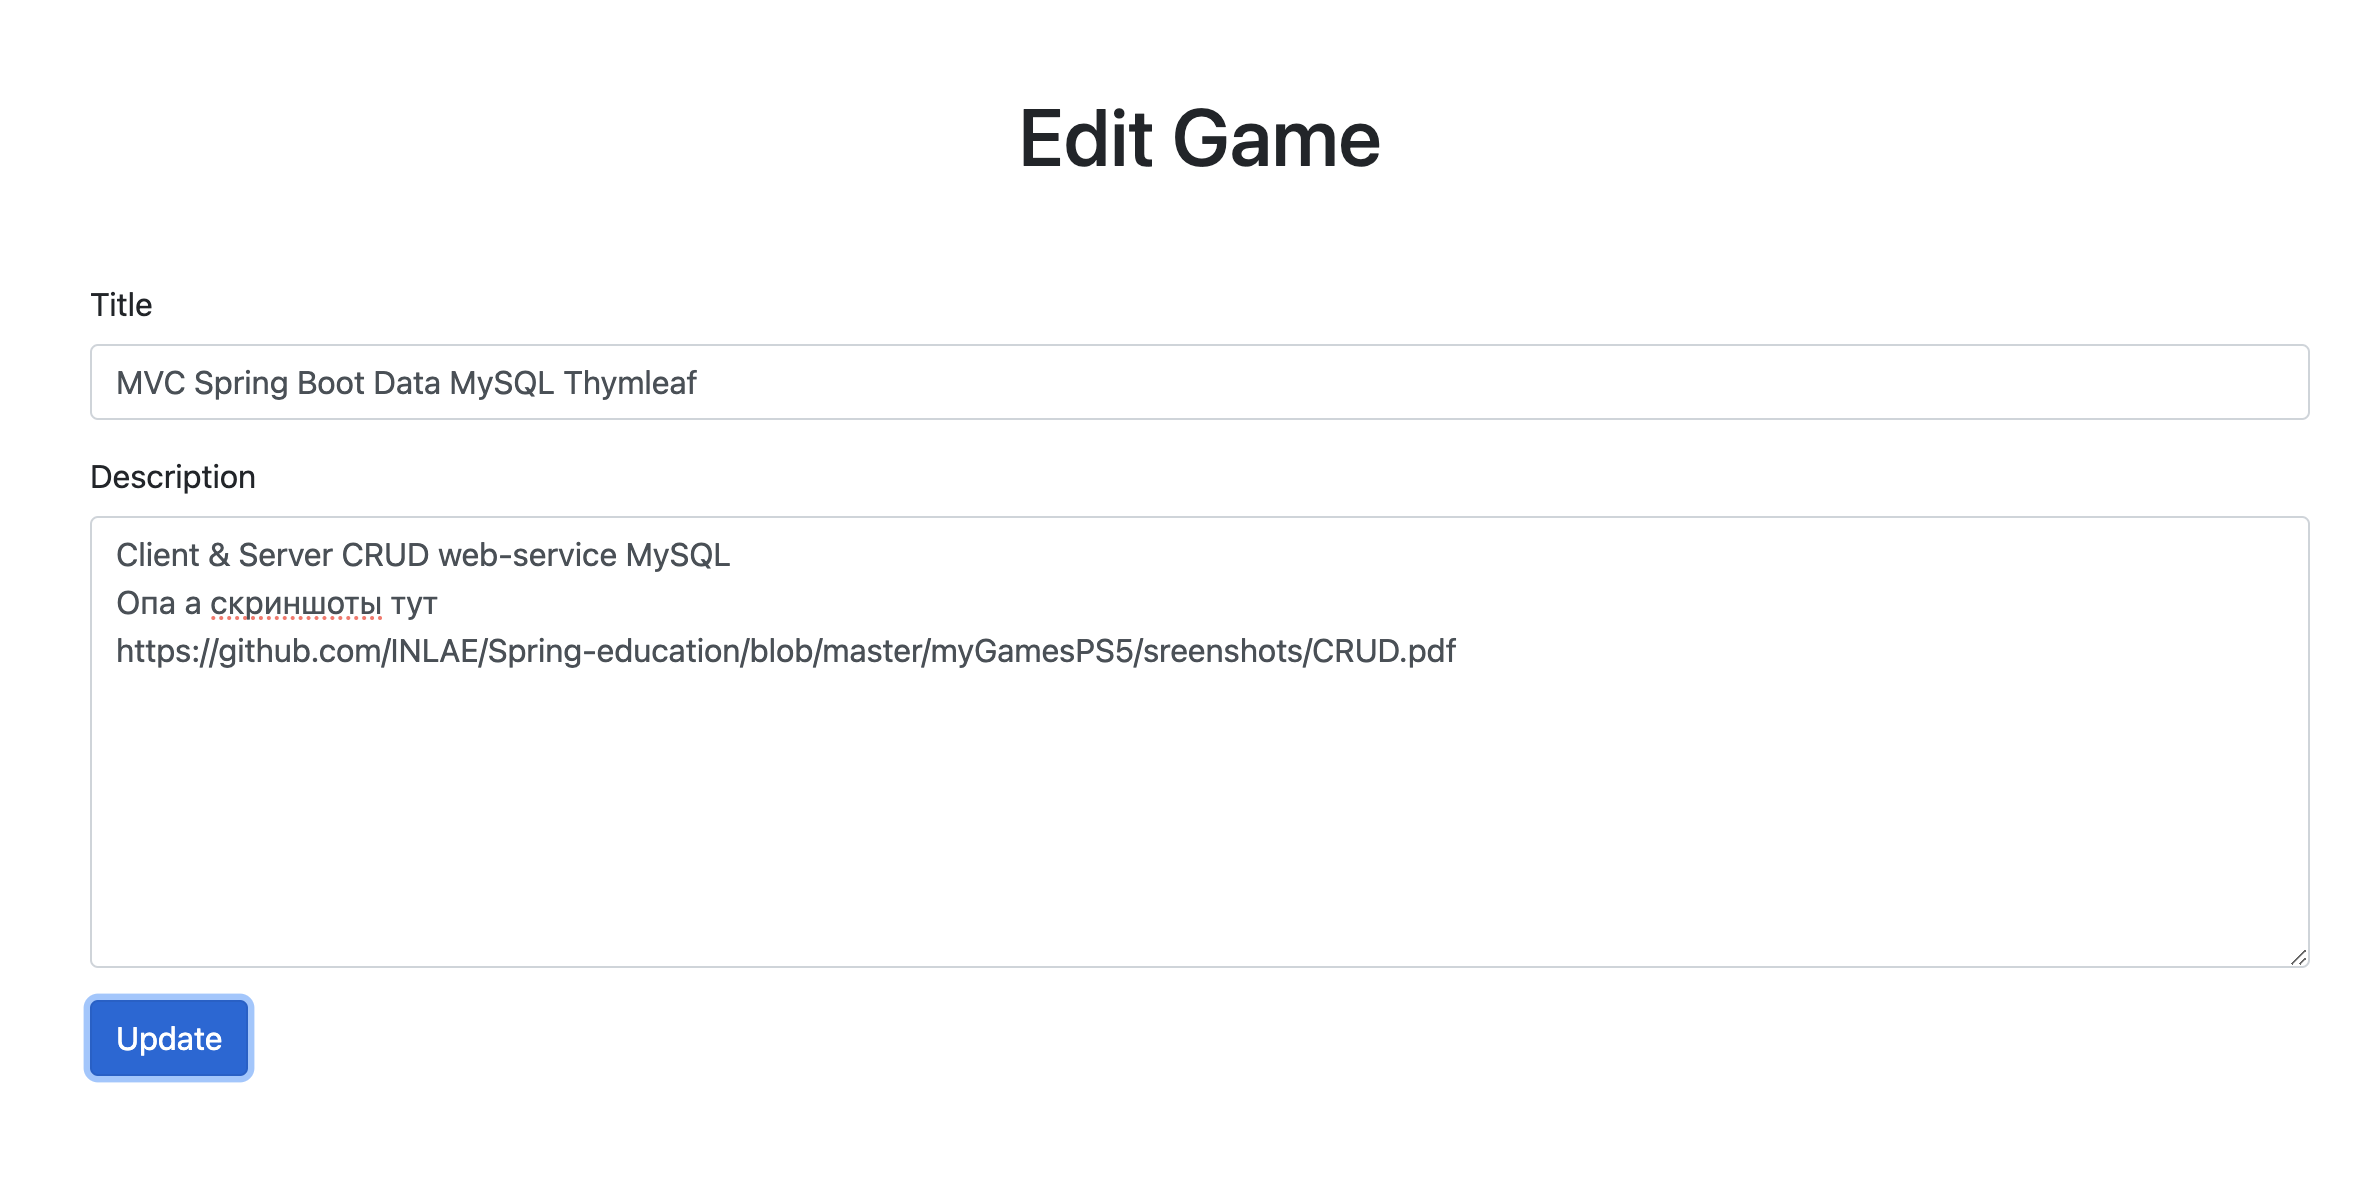 Edit Game
Title
MVC Spring Boot Data MySQL Thymleaf
Description
Client & Server CRUD web-service MySQL
Опа а скриншоты тут
https://github.com/INLAE/Spring-education/blob/master/myGamesPS5/sreenshots/CRUD.pdf
Update